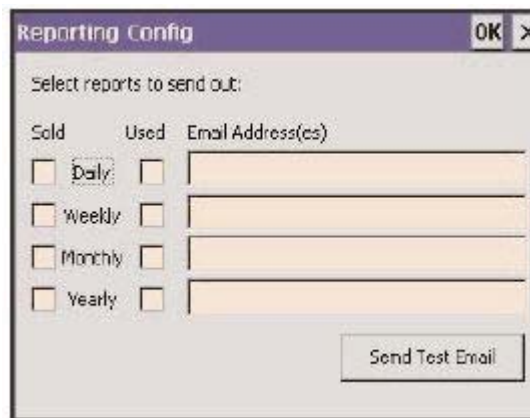 Reporting Config OK ×
Select reports to send out:
Sold Used Email Address(es)
Daily
Weekly
Monthly
Yearly
Send Test Email